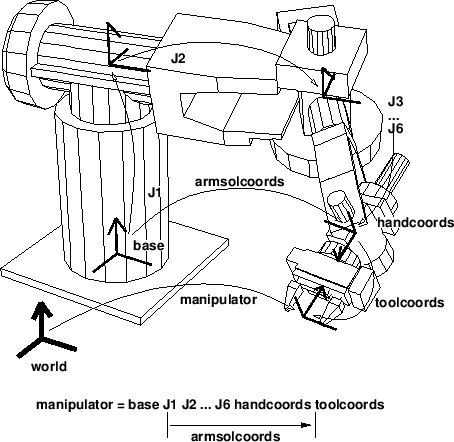 J2
J3
...
J6
J1
armsolcoords
handcoords
base
manipulator
toolcoords
world
manipulator = base J1 J2 ... J6 handcoords toolcoords
armsolcoords